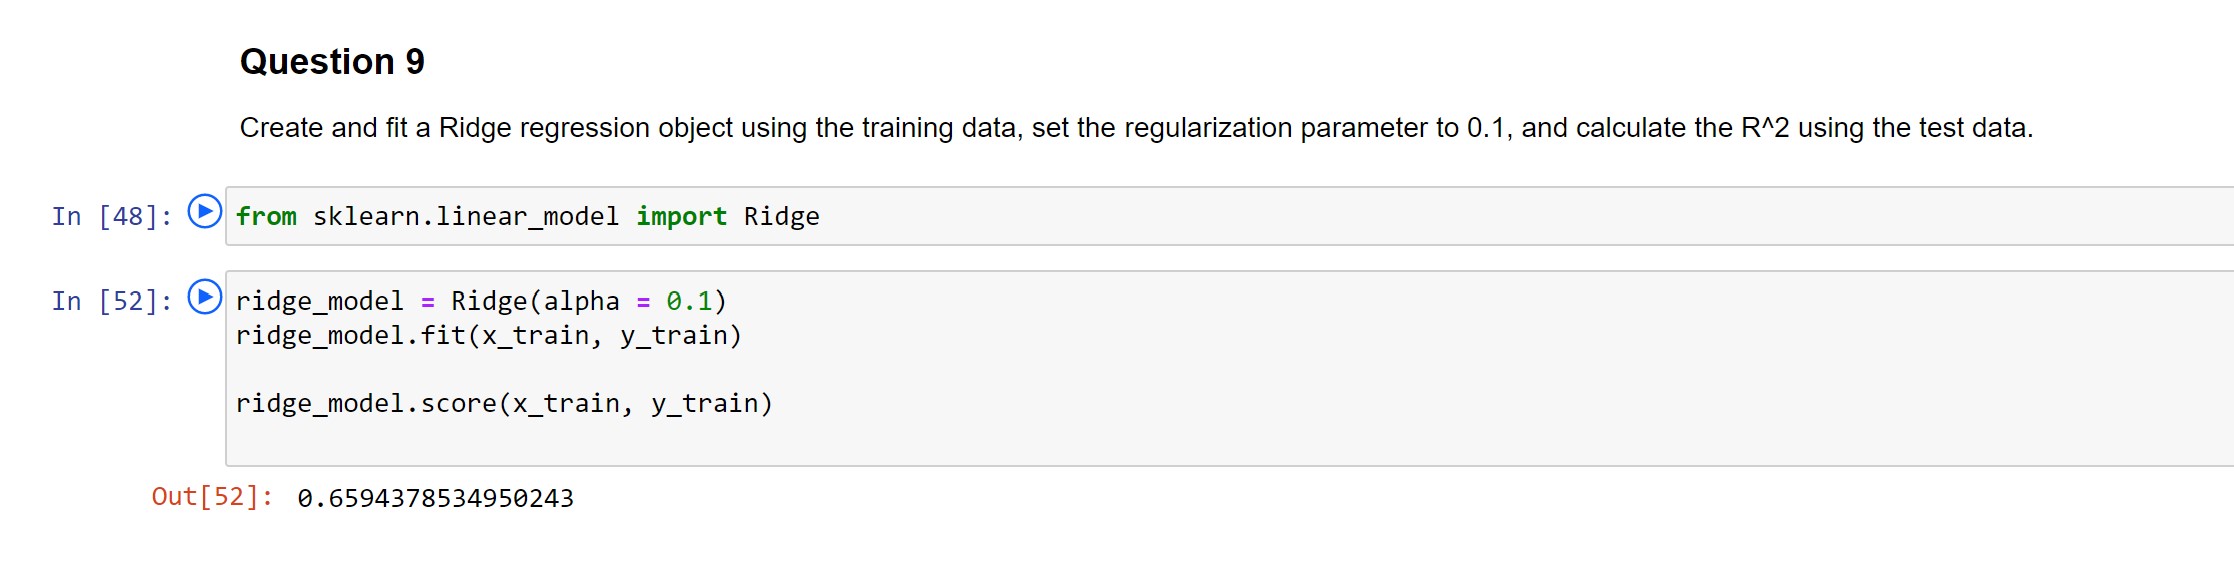 Question 9
Create and fit a Ridge regression object using the training data, set the regularization parameter to 0.1, and calculate the R^2 using the test data.
In [48]: from sklearn.linear_model import Ridge
In [52]: ridge_model = Ridge(alpha = 0.1)
ridge_model.fit(x_train, y_train)
ridge_model.score(x_train, y_train)
Out[52]: 0.6594378534950243